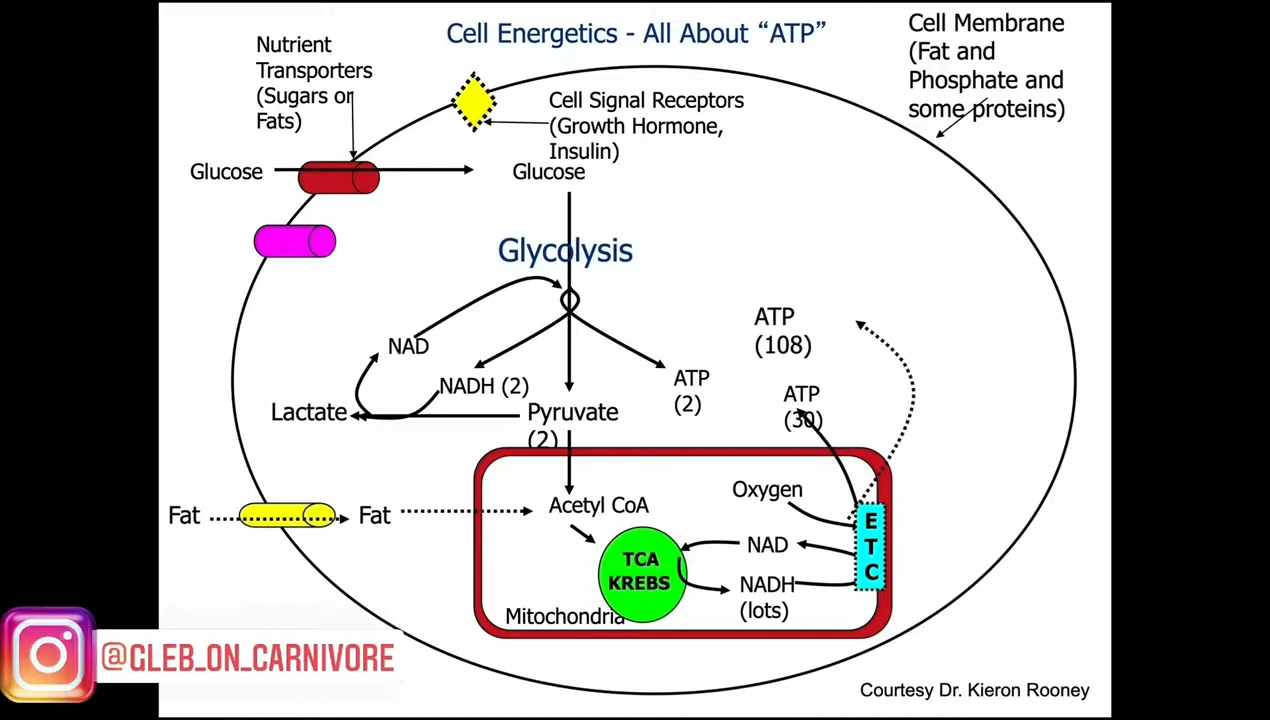 Cell Energetics - All About “ATP”
Cell Membrane
(Fat and
Phosphate and
some proteins)
Nutrient
Transporters
(Sugars or
Fats)
Cell Signal Receptors
(Growth Hormone,
Insulin)
Glucose
Glucose
Glycolysis
NAD
NADH (2)
ATP
(2)
ATP
(108)
ATP
(30)
Lactate
Pyruvate
(2)
Fat
Fat
Acetyl CoA
Oxygen
NAD
NADH
(lots)
TCA
KREBS
ETC
Mitochondria
@GLEB_ON_CARNIVORE
Courtesy Dr. Kieron Rooney